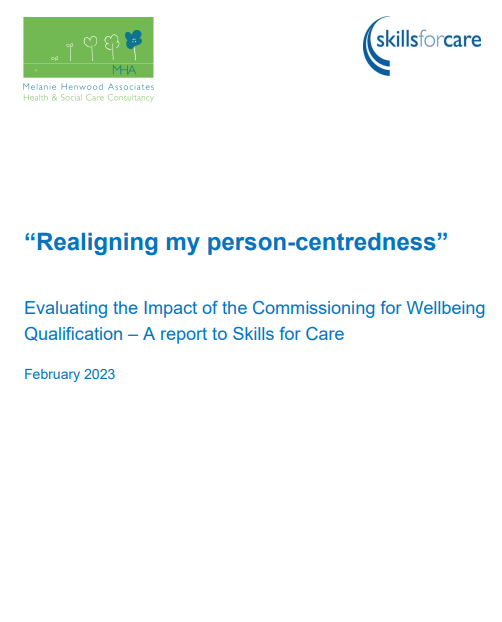 MHA
Melanie Henwood Associates
Health & Social Care Consultancy
skillsforcare
“Realigning my person-centredness”
Evaluating the Impact of the Commissioning for Wellbeing
Qualification – A report to Skills for Care
February 2023